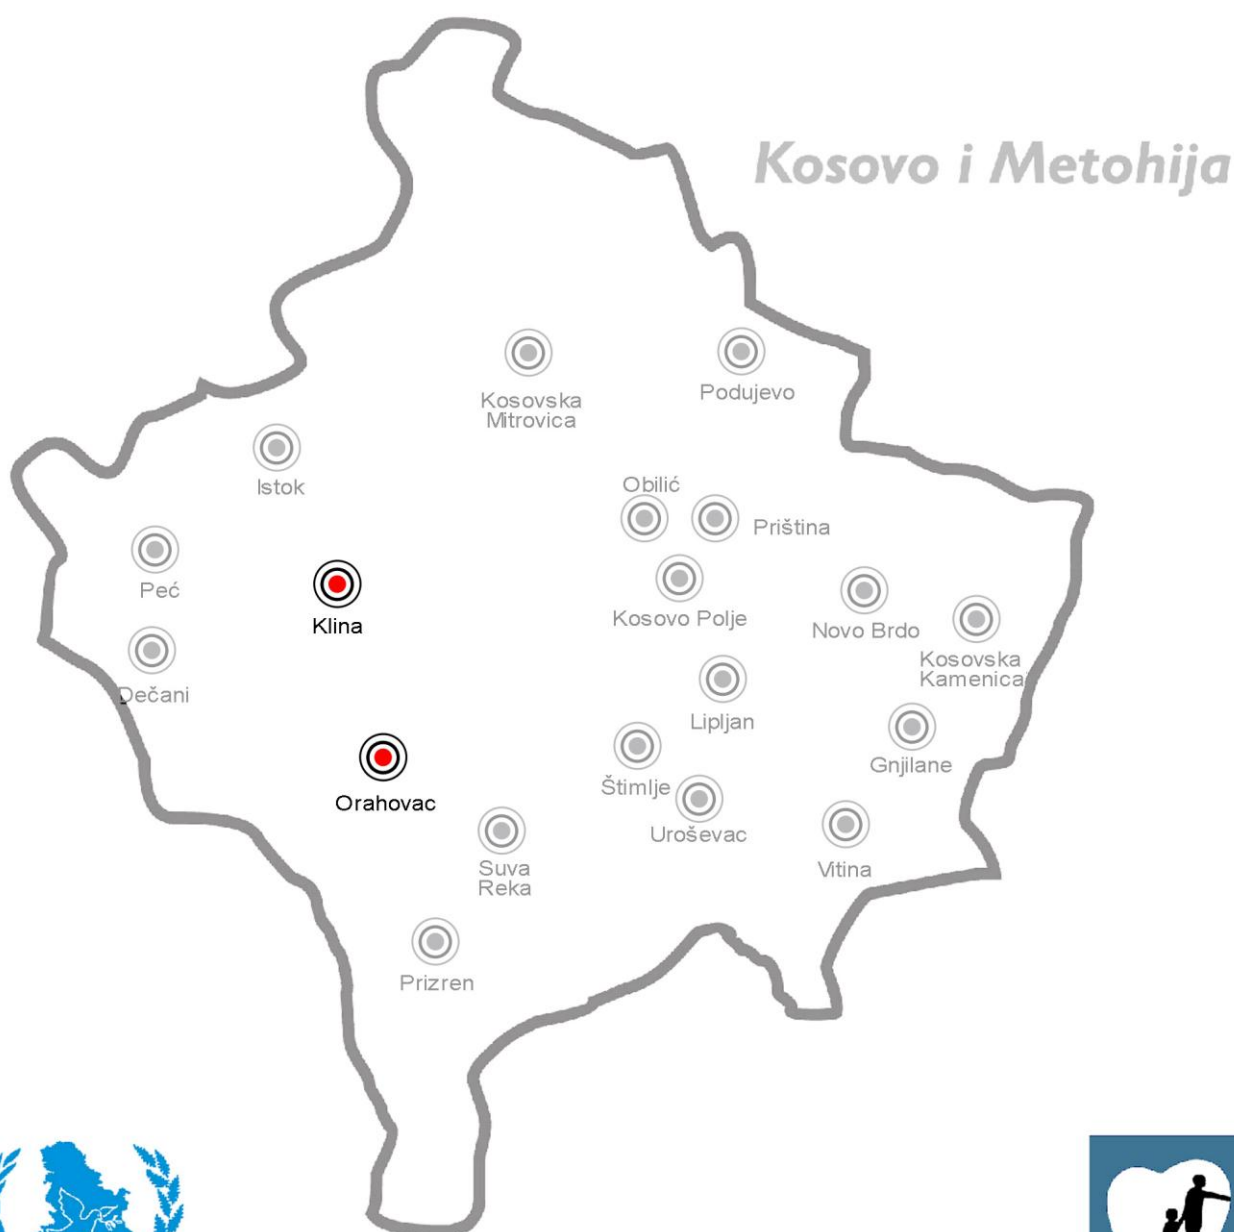 Kosovo i Metohija
Kosovska
Mitrovica
Podujevo
Istok
Obilić
Priština
Peć
Klina
Kosovo Polje
Novo Brdo
Kosovska
Kamenica
Dečani
Lipljan
Gnjilane
Štimlje
Orahovac
Uroševac
Vitina
Suva
Reka
Prizren